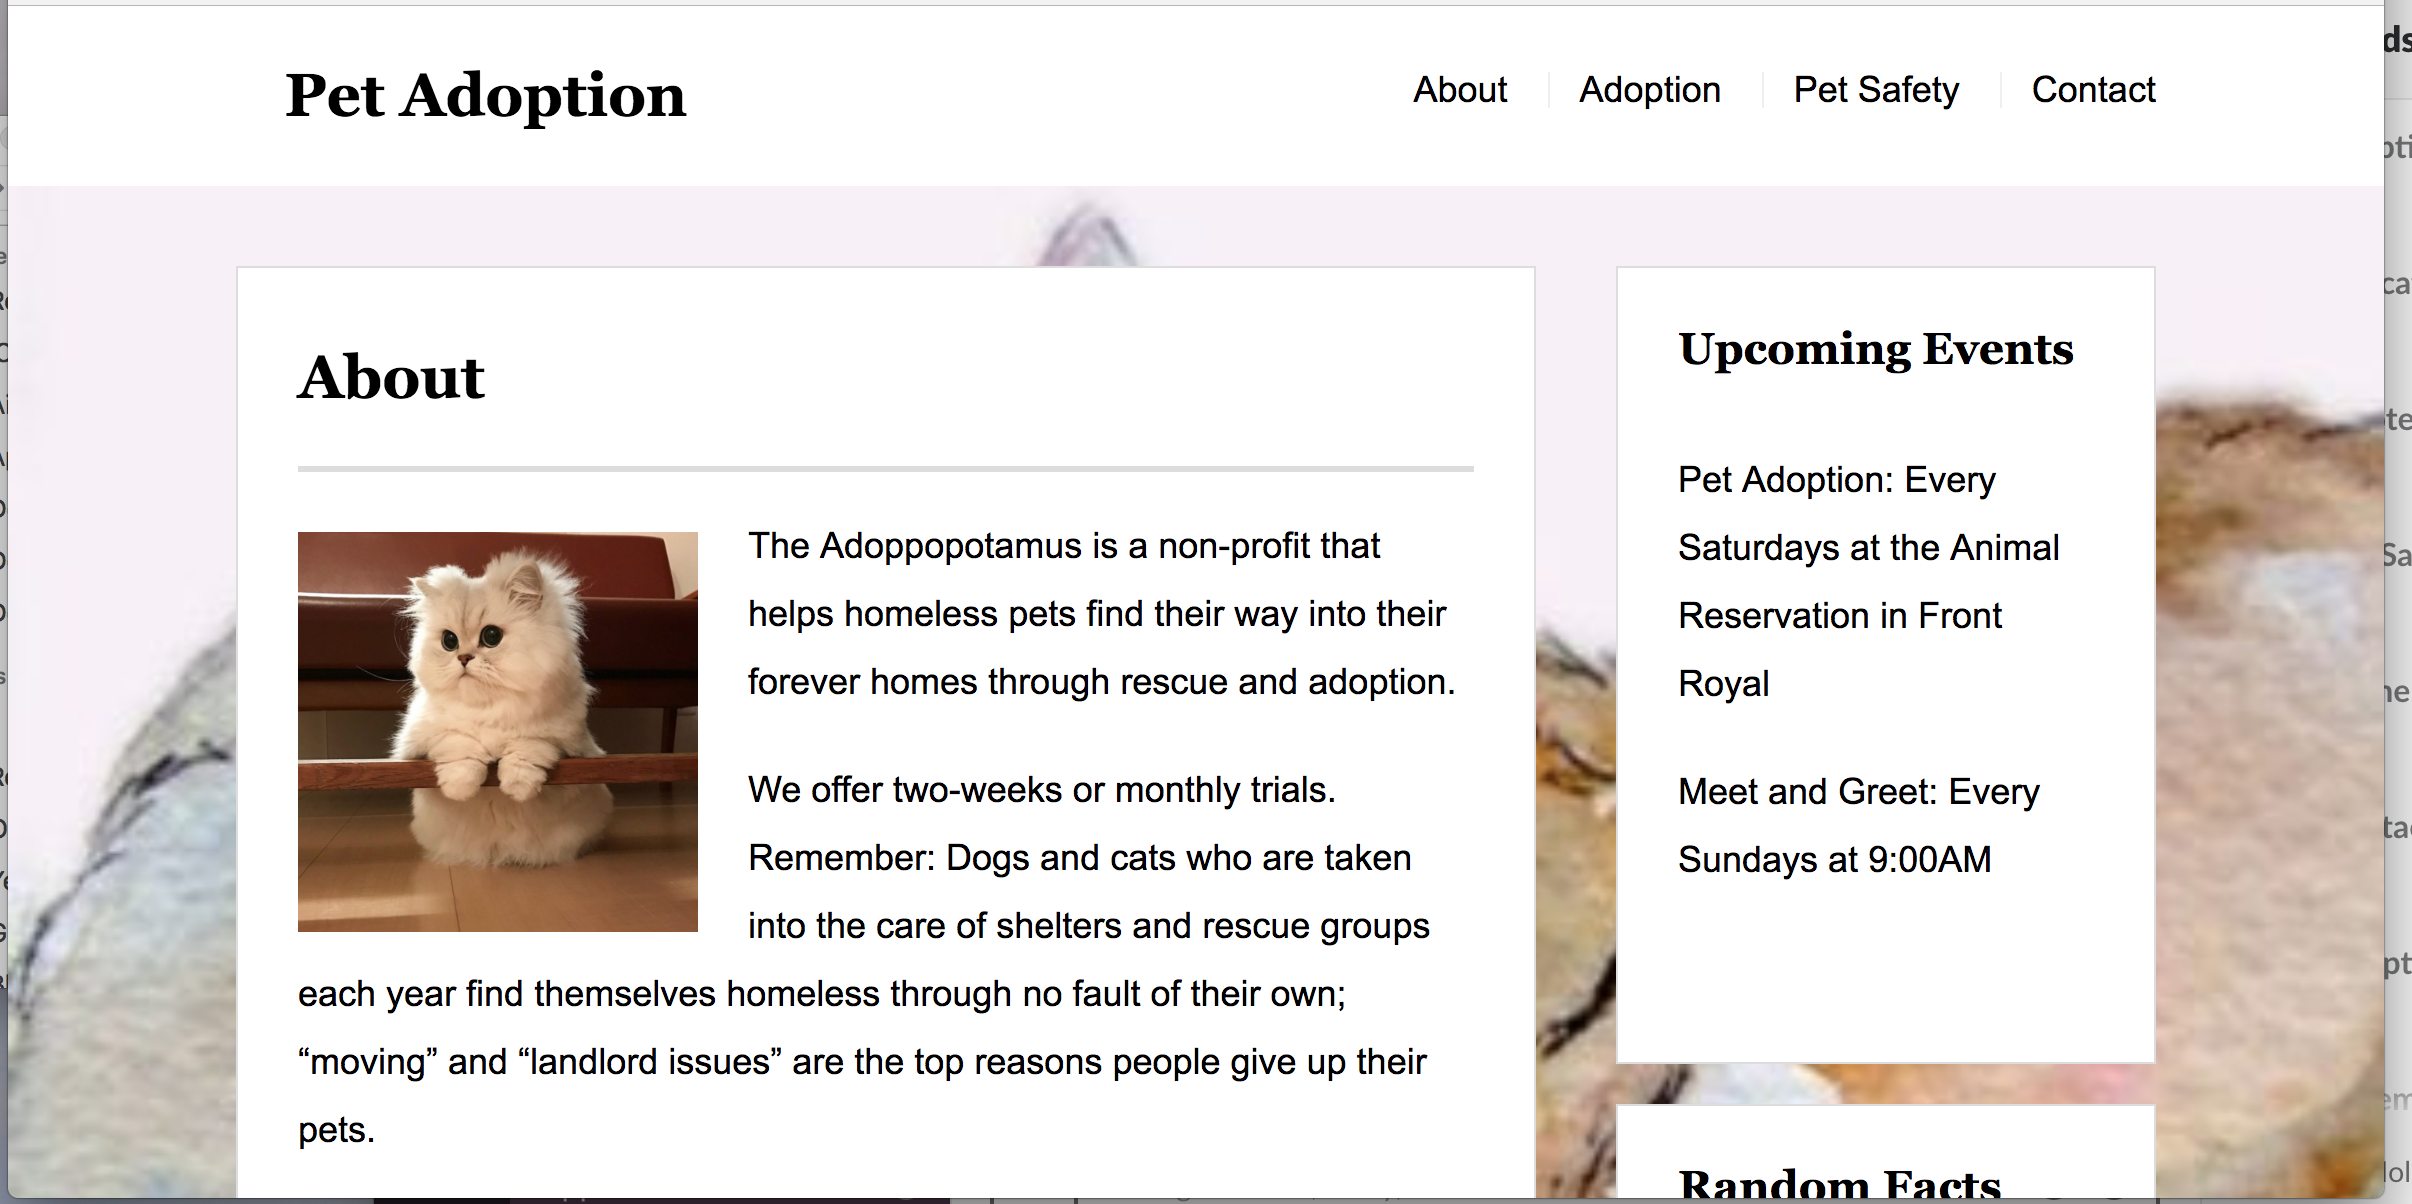 Pet Adoption
About
Adoption
Pet Safety
Contact
About
The Adoppopotamus is a non-profit that
helps homeless pets find their way into their
forever homes through rescue and adoption.
We offer two-weeks or monthly trials.
Remember: Dogs and cats who are taken
into the care of shelters and rescue groups
each year find themselves homeless through no fault of their own;
“moving” and “landlord issues” are the top reasons people give up their
pets.
Upcoming Events
Pet Adoption: Every
Saturdays at the Animal
Reservation in Front
Royal
Meet and Greet: Every
Sundays at 9:00AM
Random Facts